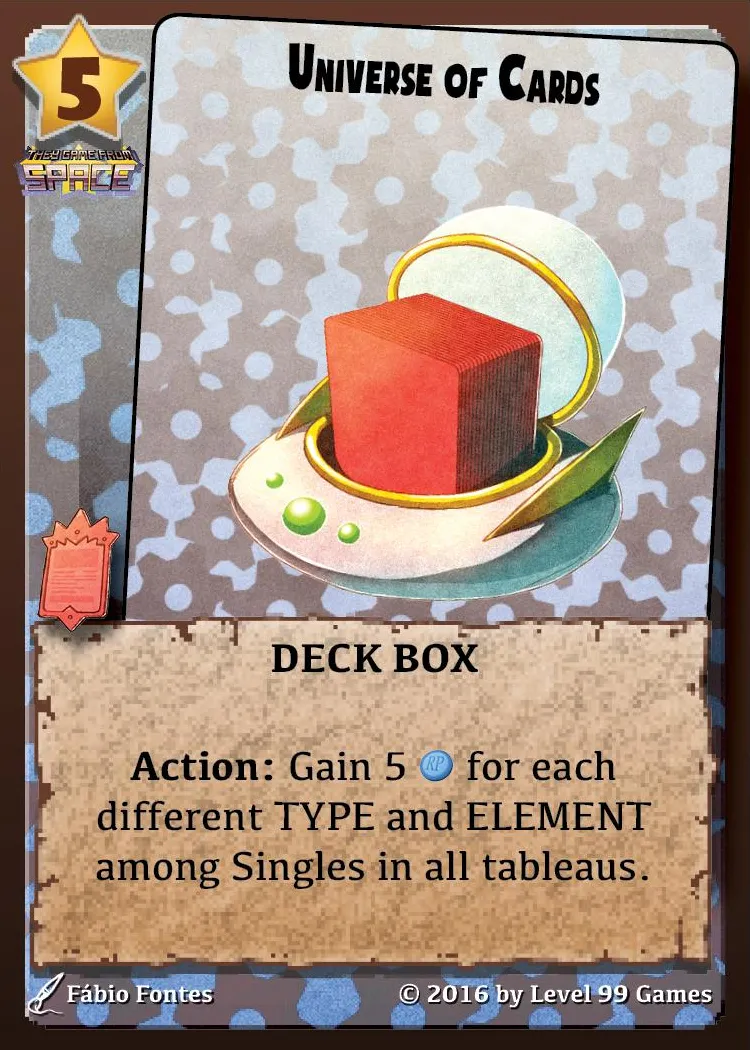 5
UNIVERSE OF CARDS
THEY CAME FROM
SPACE
DECK BOX
Action: Gain 5 RP for each
different TYPE and ELEMENT
among Singles in all tableaus.
Fábio Fontes
© 2016 by Level 99 Games